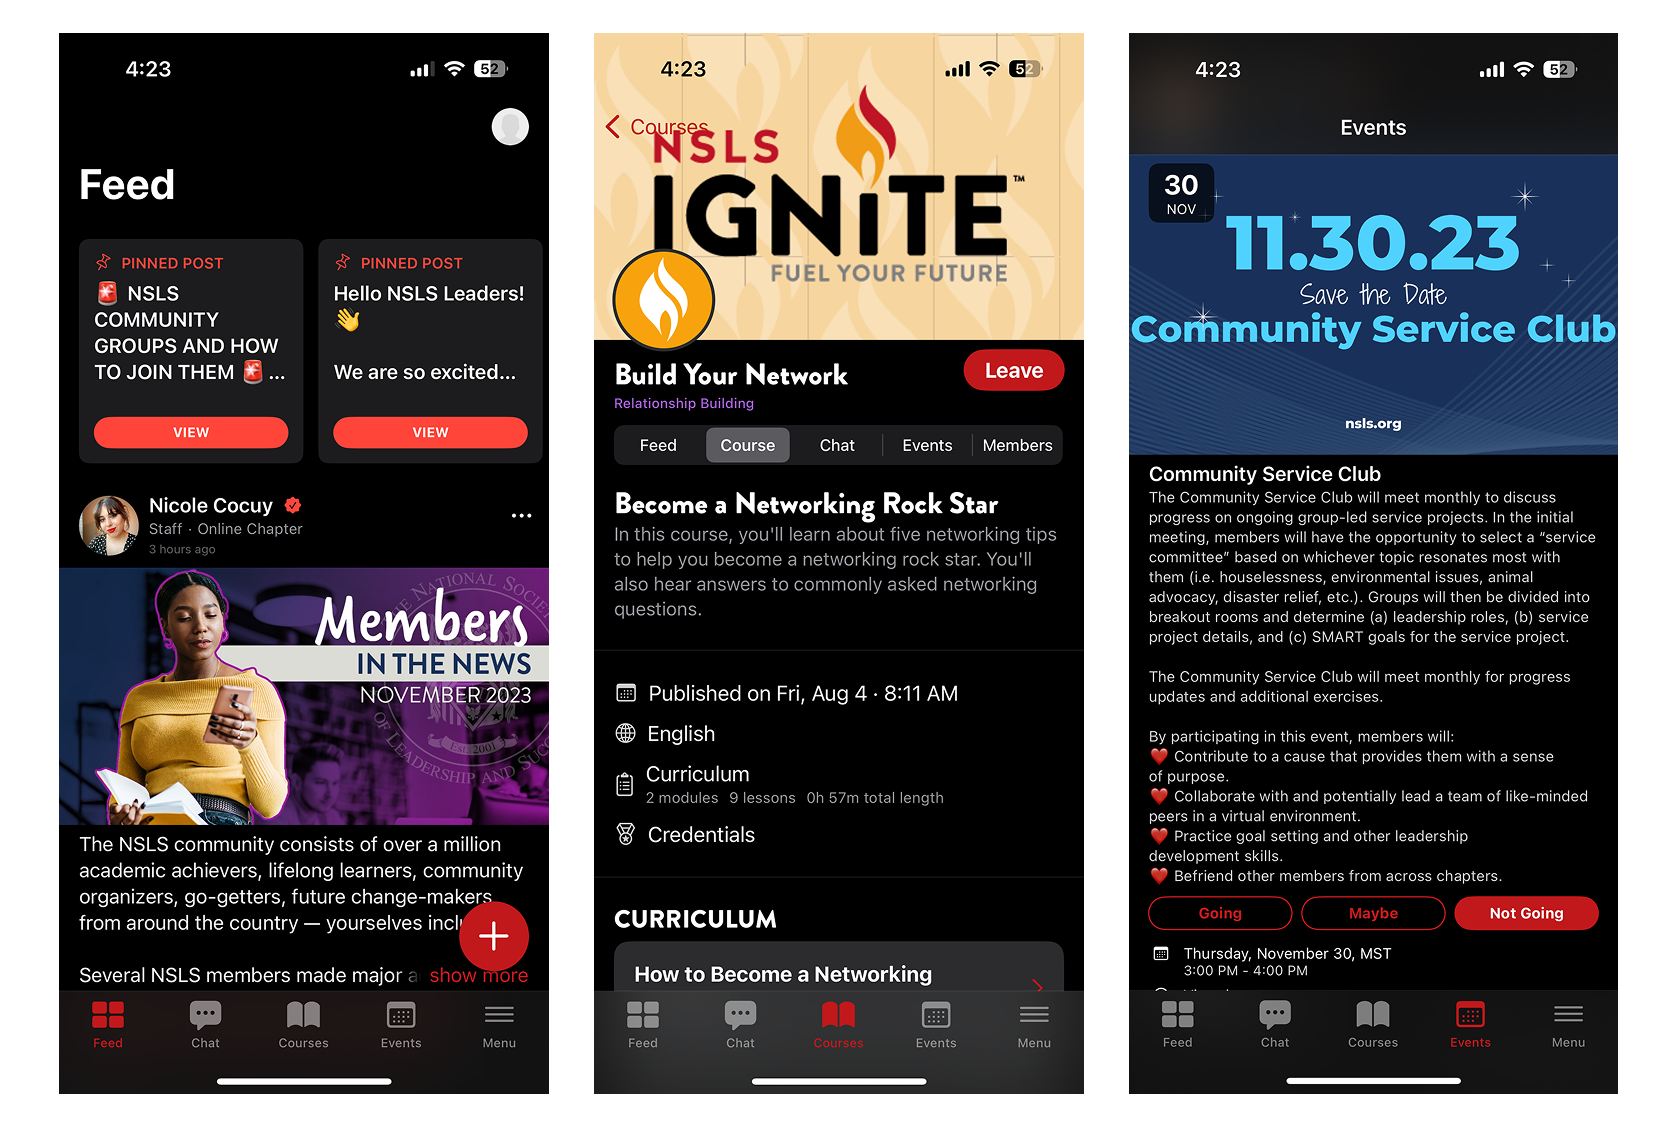 4:23
52
Feed
PINNED POST
🚨 NSLS
COMMUNITY
GROUPS AND HOW
TO JOIN THEM 🚨 ...
VIEW
PINNED POST
Hello NSLS Leaders!
👋
We are so excited...
VIEW
Nicole Cocuy
Staff · Online Chapter
3 hours ago
...
THE NATIONAL SOCIETY
OF LEADERSHIP AND SUCCESS
Est. 2001
Members
IN THE NEWS
NOVEMBER 2023
The NSLS community consists of over a million
academic achievers, lifelong learners, community
organizers, go-getters, future change-makers
from around the country — yourselves inclu
Several NSLS members made major a show more
Feed
Chat
Courses
Events
Menu
4:23
52
Courses
NSLS
IGNiTE™
FUEL YOUR FUTURE
Build Your Network
Leave
Relationship Building
Feed
Course
Chat
Events
Members
Become a Networking Rock Star
In this course, you'll learn about five networking tips
to help you become a networking rock star. You'll
also hear answers to commonly asked networking
questions.
Published on Fri, Aug 4 · 8:11 AM
English
Curriculum
2 modules 9 lessons 0h 57m total length
Credentials
CURRICULUM
How to Become a Networking
Feed
Chat
Courses
Events
Menu
4:23
52
Events
30
NOV
11.30.23
Save the Date
Community Service Club
nsls.org
Community Service Club
The Community Service Club will meet monthly to discuss
progress on ongoing group-led service projects. In the initial
meeting, members will have the opportunity to select a “service
committee” based on whichever topic resonates most with
them (i.e. houselessness, environmental issues, animal
advocacy, disaster relief, etc.). Groups will then be divided into
breakout rooms and determine (a) leadership roles, (b) service
project details, and (c) SMART goals for the service project.
The Community Service Club will meet monthly for progress
updates and additional exercises.
By participating in this event, members will:
❤️ Contribute to a cause that provides them with a sense
of purpose.
❤️ Collaborate with and potentially lead a team of like-minded
peers in a virtual environment.
❤️ Practice goal setting and other leadership
development skills.
❤️ Befriend other members from across chapters.
Going
Maybe
Not Going
Thursday, November 30, MST
3:00 PM - 4:00 PM
Feed
Chat
Courses
Events
Menu